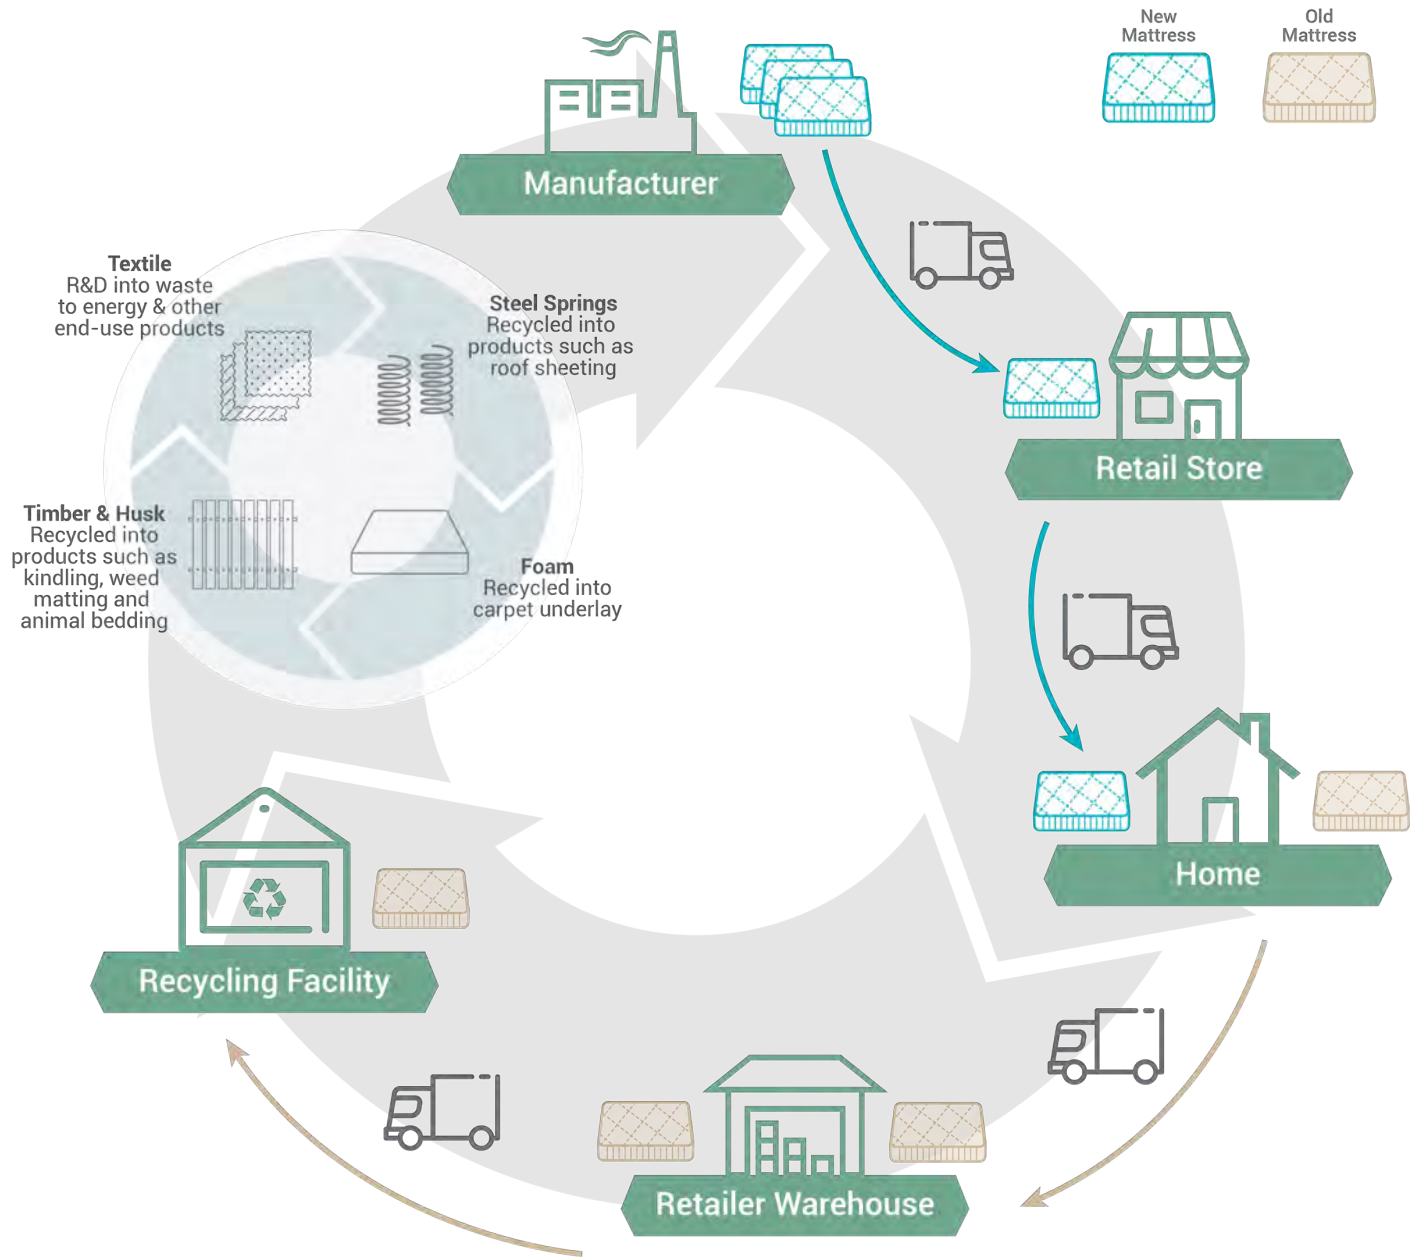 New
Mattress
Old
Mattress
Manufacturer
Textile
R&D into waste
to energy & other
end-use products
Steel Springs
Recycled into
products such as
roof sheeting
Retail Store
Timber & Husk
Recycled into
products such as
kindling, weed
matting and
animal bedding
Foam
Recycled into
carpet underlay
Home
Recycling Facility
Retailer Warehouse